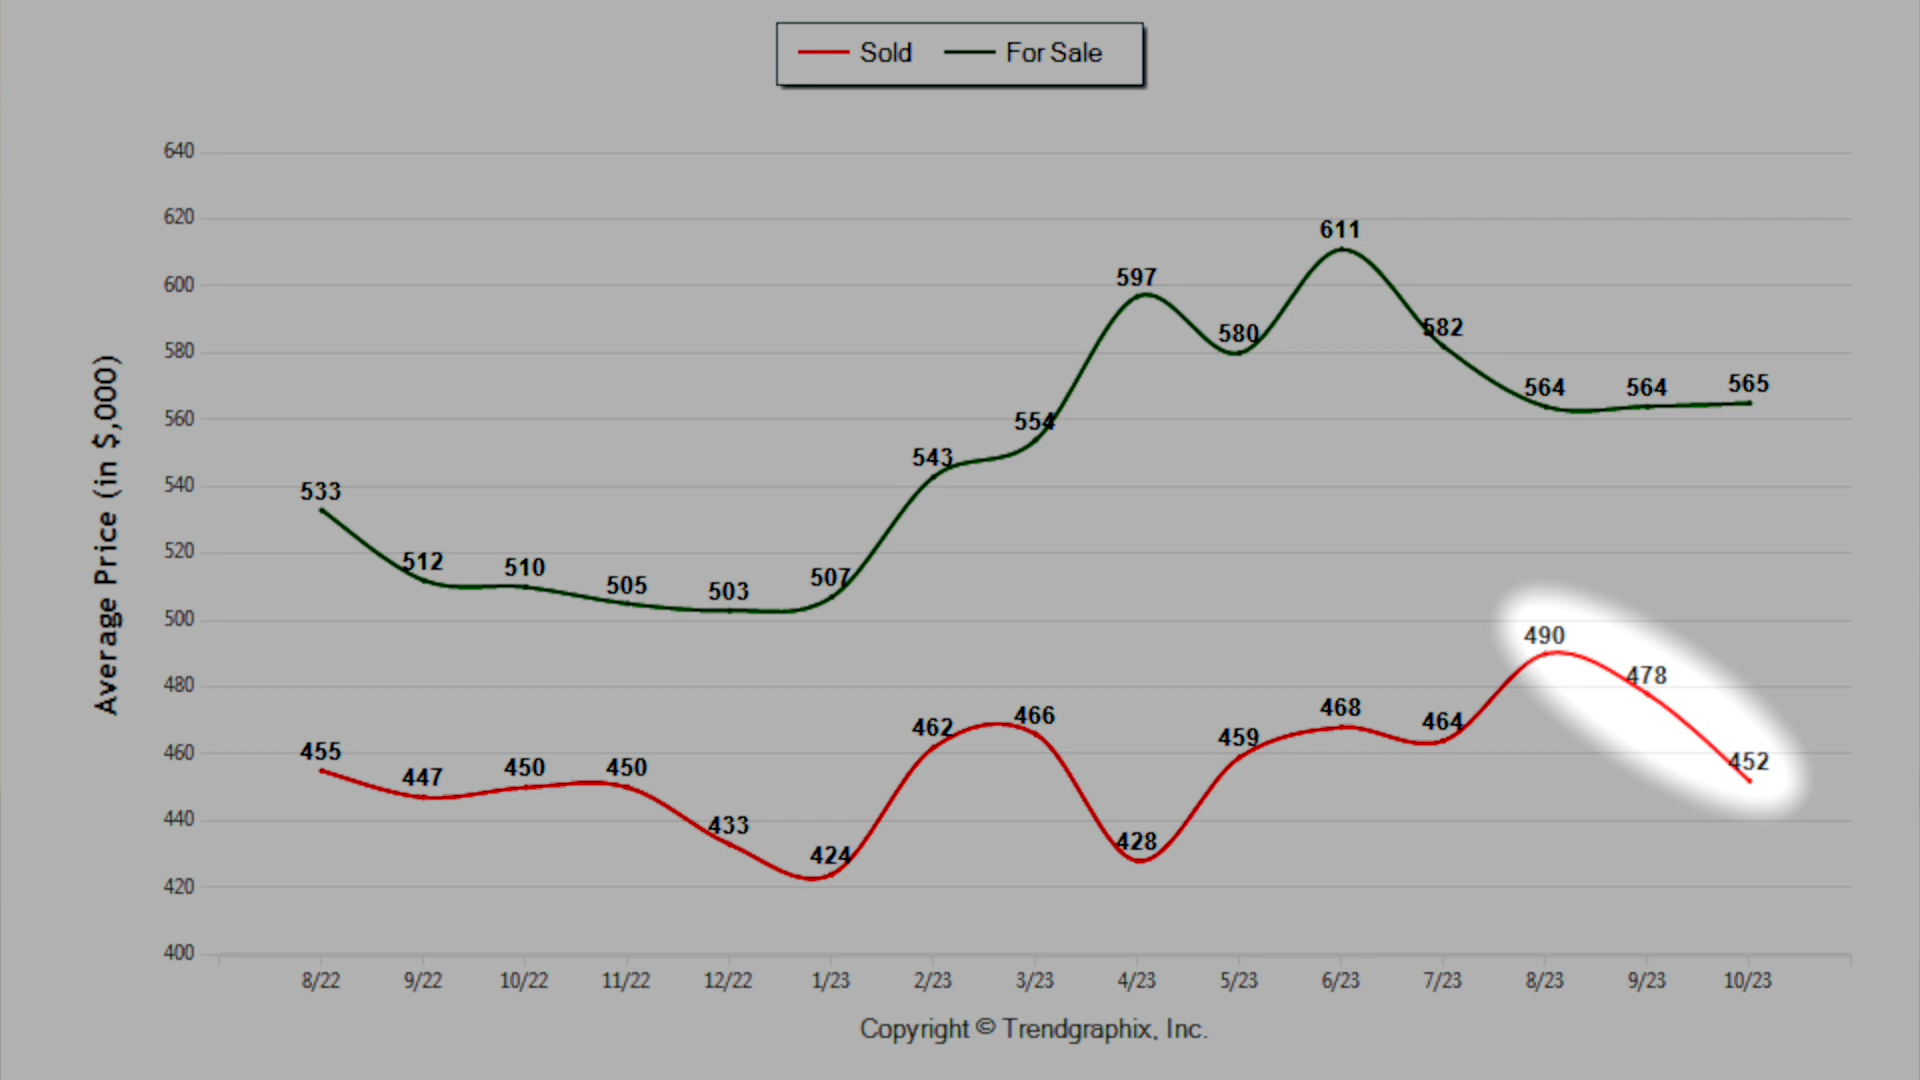 Sold For Sale
Average Price (in $,000)
640
620
600
580
560
540
520
500
480
460
440
420
400
533 512 510 505 503 507 543 554 597 580 611 582 564 564 565
455 447 450 450 433 424 462 466 428 459 468 464 490 478 452
8/22 9/22 10/22 11/22 12/22 1/23 2/23 3/23 4/23 5/23 6/23 7/23 8/23 9/23 10/23
Copyright © Trendgraphix, Inc.